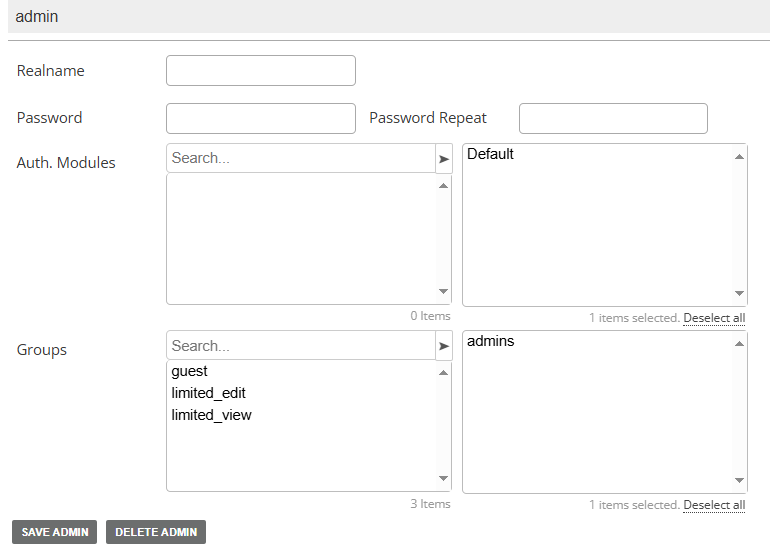 admin
Realname
Password
Password Repeat
Auth. Modules
Search...
➤
Default
0 Items
1 items selected. Deselect all
Groups
Search...
➤
guest
limited_edit
limited_view
admins
3 Items
1 items selected. Deselect all
SAVE ADMIN
DELETE ADMIN